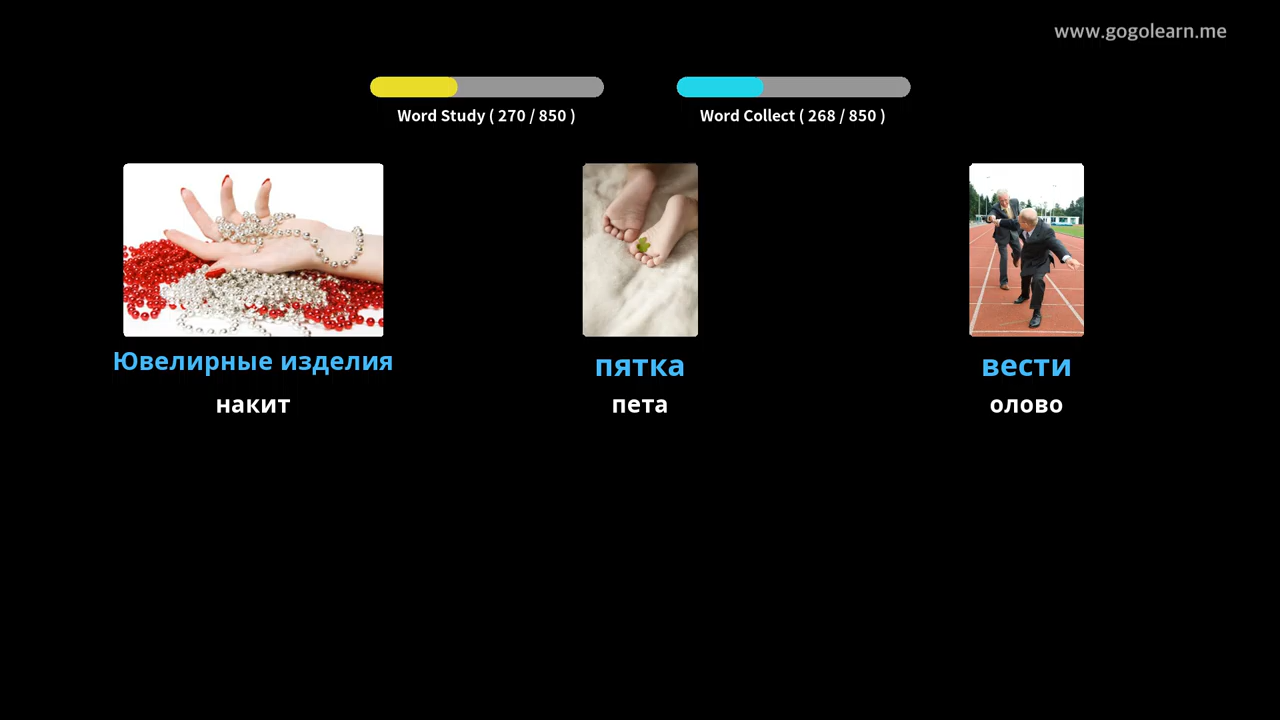 www.gogolearn.me
Word Study ( 270 / 850 )
Word Collect ( 268 / 850 )
Ювелирные изделия
накит
пятка
пета
вести
олово